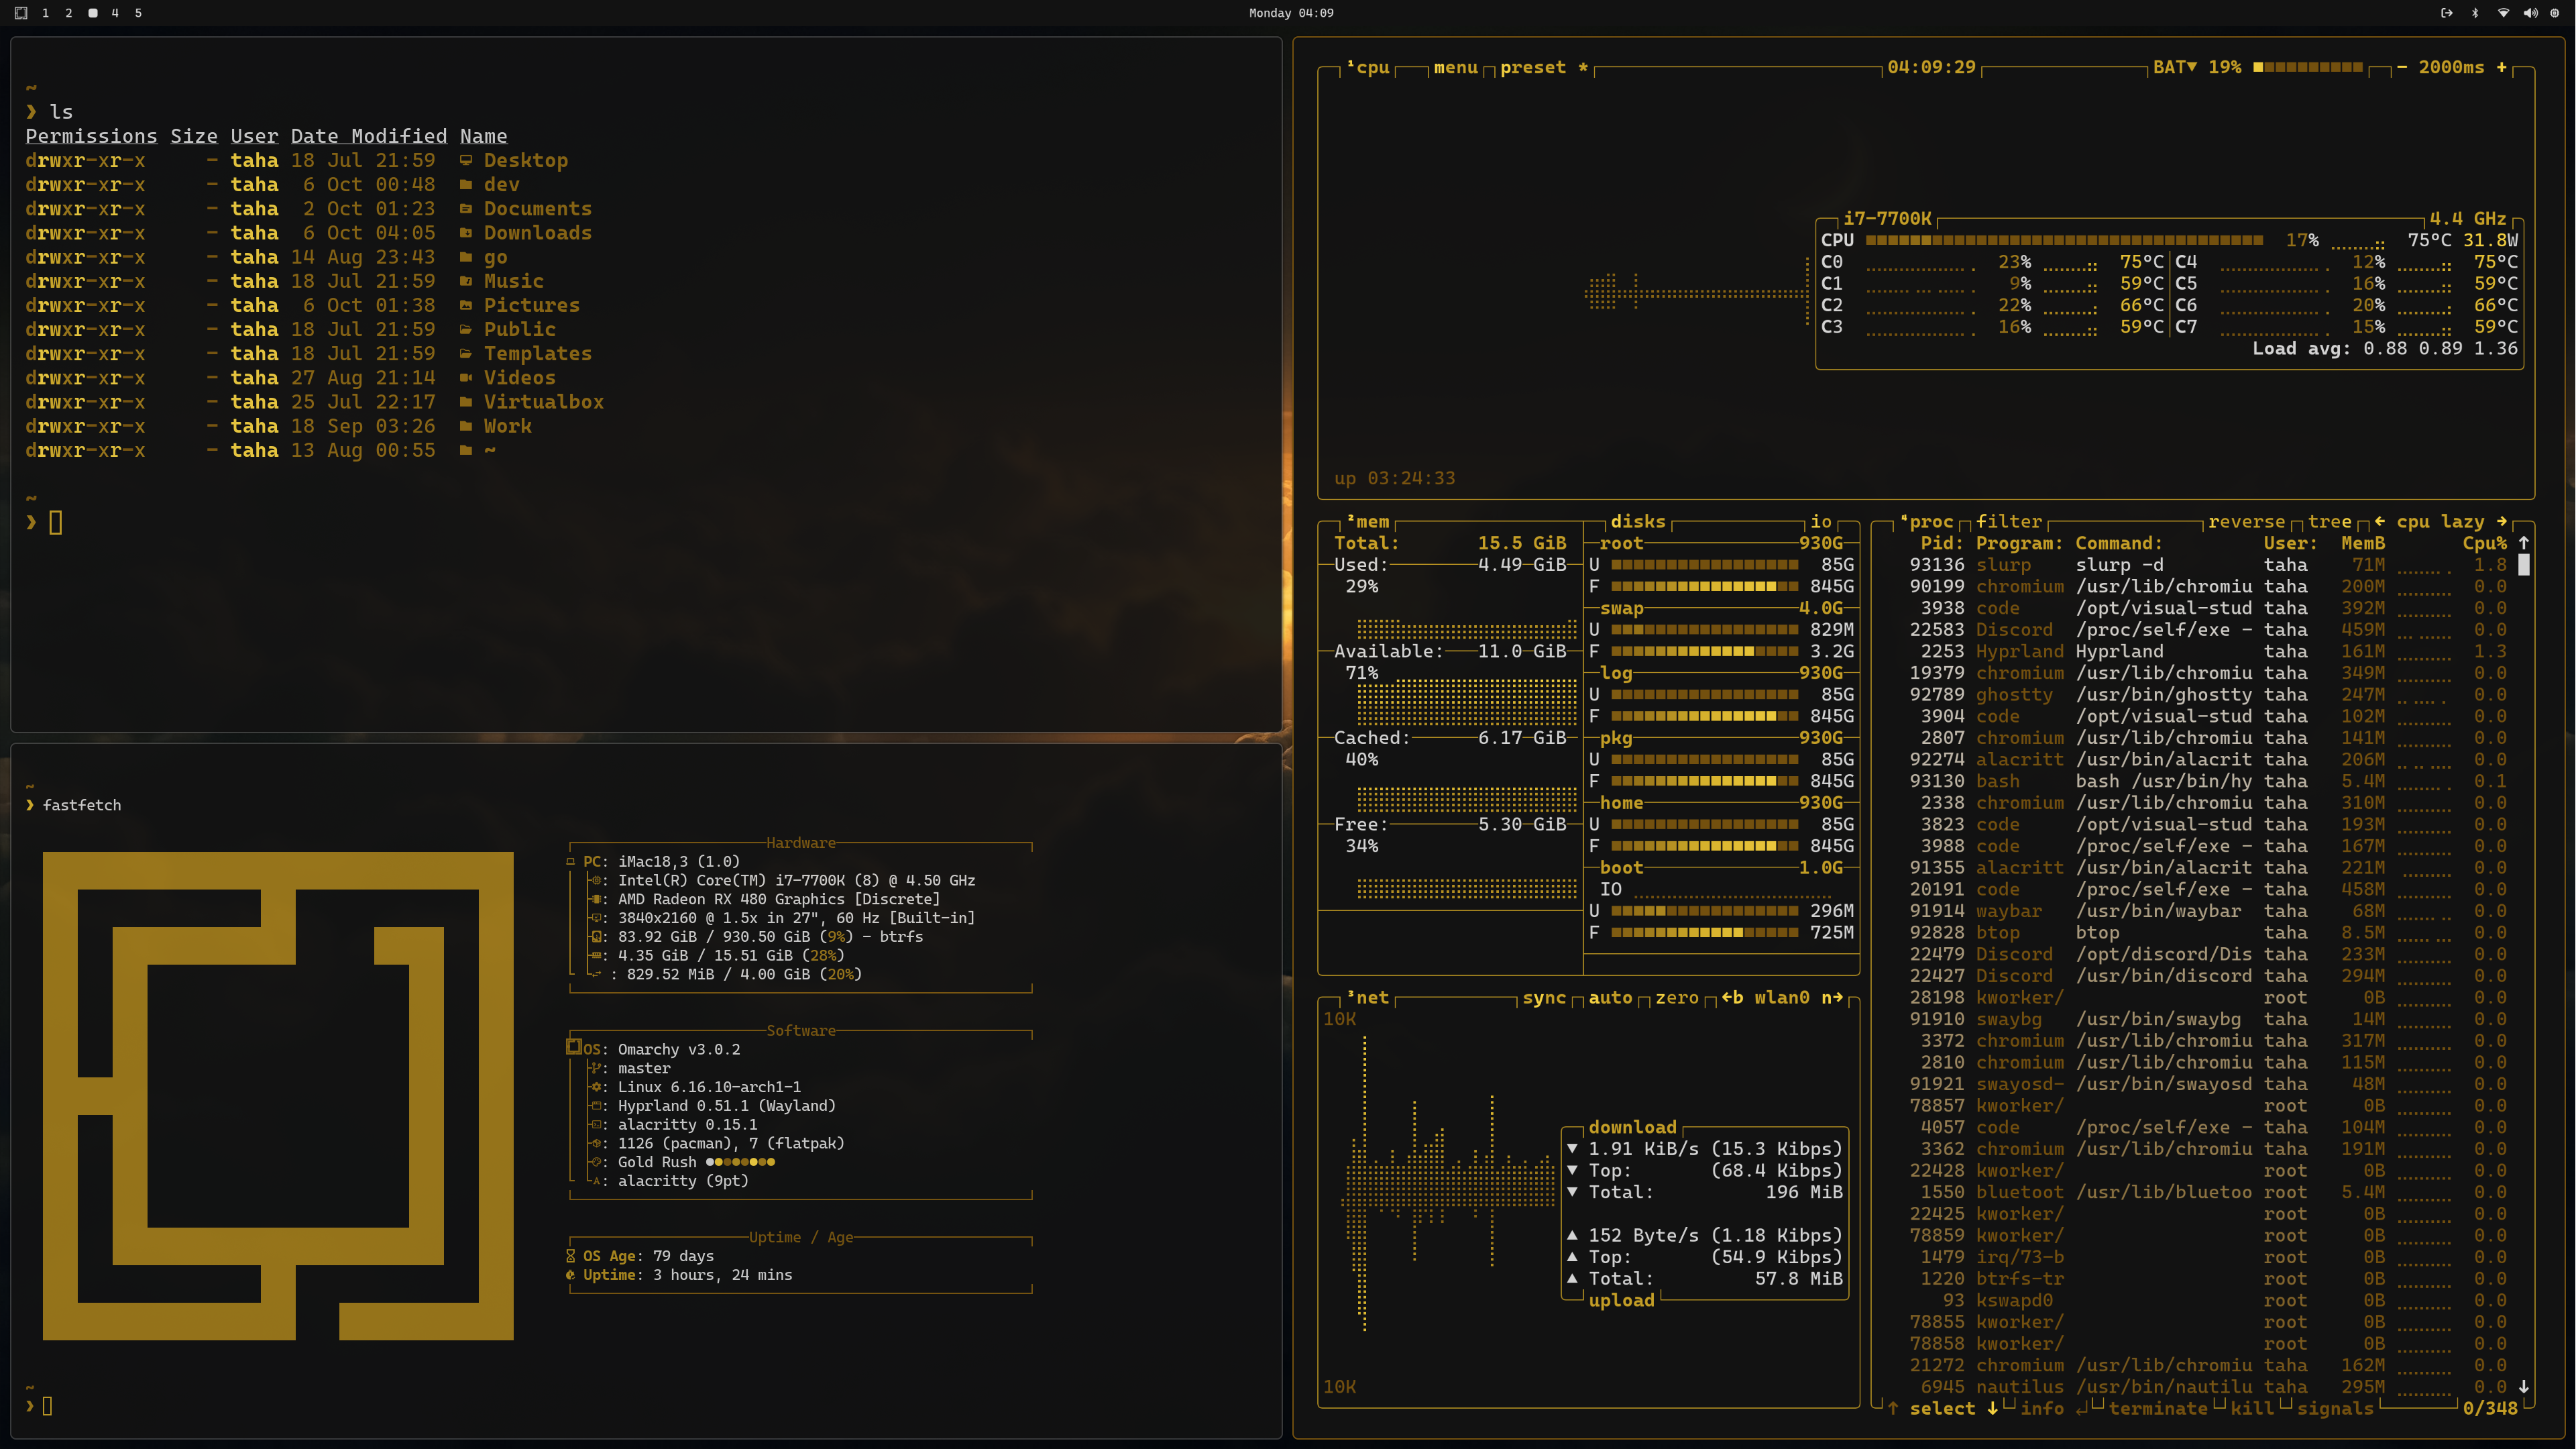 1 2 4 5
Monday 04:09
~
❯ ls
Permissions Size User Date Modified Name
drwxr-xr-x - taha 18 Jul 21:59 Desktop
drwxr-xr-x - taha 6 Oct 00:48 dev
drwxr-xr-x - taha 2 Oct 01:23 Documents
drwxr-xr-x - taha 6 Oct 04:05 Downloads
drwxr-xr-x - taha 14 Aug 23:43 go
drwxr-xr-x - taha 18 Jul 21:59 Music
drwxr-xr-x - taha 6 Oct 01:38 Pictures
drwxr-xr-x - taha 18 Jul 21:59 Public
drwxr-xr-x - taha 18 Jul 21:59 Templates
drwxr-xr-x - taha 27 Aug 21:14 Videos
drwxr-xr-x - taha 25 Jul 22:17 Virtualbox
drwxr-xr-x - taha 18 Sep 03:26 Work
drwxr-xr-x - taha 13 Aug 00:55 ~
~
❯
~
❯ fastfetch
Hardware
PC: iMac18,3 (1.0)
: Intel(R) Core(TM) i7-7700K (8) @ 4.50 GHz
: AMD Radeon RX 480 Graphics [Discrete]
: 3840x2160 @ 1.5x in 27", 60 Hz [Built-in]
: 83.92 GiB / 930.50 GiB (9%) - btrfs
: 4.35 GiB / 15.51 GiB (28%)
: 829.52 MiB / 4.00 GiB (20%)
Software
OS: Omarchy v3.0.2
: master
: Linux 6.16.10-arch1-1
: Hyprland 0.51.1 (Wayland)
: alacritty 0.15.1
: 1126 (pacman), 7 (flatpak)
: Gold Rush
: alacritty (9pt)
Uptime / Age
OS Age: 79 days
Uptime: 3 hours, 24 mins
~
❯
¹cpu menu preset * 04:09:29 BAT▼ 19% - 2000ms +
i7-7700K 4.4 GHz
CPU 17% 75°C 31.8W
C0 23% 75°C C4 12% 75°C
C1 9% 59°C C5 16% 59°C
C2 22% 66°C C6 20% 66°C
C3 16% 59°C C7 15% 59°C
Load avg: 0.88 0.89 1.36
up 03:24:33
²mem
Total: 15.5 GiB
Used: 4.49 GiB
29%
Available: 11.0 GiB
71%
Cached: 6.17 GiB
40%
Free: 5.30 GiB
34%
disks io
root 930G
U 85G
F 845G
swap 4.0G
U 829M
F 3.2G
log 930G
U 85G
F 845G
pkg 930G
U 85G
F 845G
home 930G
U 85G
F 845G
boot 1.0G
IO
U 296M
F 725M
³net sync auto zero ←b wlan0 n→
10K
download
▼ 1.91 KiB/s (15.3 Kibps)
▼ Top: (68.4 Kibps)
▼ Total: 196 MiB
▲ 152 Byte/s (1.18 Kibps)
▲ Top: (54.9 Kibps)
▲ Total: 57.8 MiB
upload
10K
⁴proc filter reverse tree ← cpu lazy →
Pid: Program: Command: User: MemB Cpu% ↑
93136 slurp slurp -d taha 71M 1.8
90199 chromium /usr/lib/chromiu taha 200M 0.0
3938 code /opt/visual-stud taha 392M 0.0
22583 Discord /proc/self/exe - taha 459M 0.0
2253 Hyprland Hyprland taha 161M 1.3
19379 chromium /usr/lib/chromiu taha 349M 0.0
92789 ghostty /usr/bin/ghostty taha 247M 0.0
3904 code /opt/visual-stud taha 102M 0.0
2807 chromium /usr/lib/chromiu taha 141M 0.0
92274 alacritt /usr/bin/alacrit taha 206M 0.0
93130 bash bash /usr/bin/hy taha 5.4M 0.1
2338 chromium /usr/lib/chromiu taha 310M 0.0
3823 code /opt/visual-stud taha 193M 0.0
3988 code /proc/self/exe - taha 167M 0.0
91355 alacritt /usr/bin/alacrit taha 221M 0.0
20191 code /proc/self/exe - taha 458M 0.0
91914 waybar /usr/bin/waybar taha 68M 0.0
92828 btop btop taha 8.5M 0.0
22479 Discord /opt/discord/Dis taha 233M 0.0
22427 Discord /usr/bin/discord taha 294M 0.0
28198 kworker/ root 0B 0.0
91910 swaybg /usr/bin/swaybg taha 14M 0.0
3372 chromium /usr/lib/chromiu taha 317M 0.0
2810 chromium /usr/lib/chromiu taha 115M 0.0
91921 swayosd- /usr/bin/swayosd taha 48M 0.0
78857 kworker/ root 0B 0.0
4057 code /proc/self/exe - taha 104M 0.0
3362 chromium /usr/lib/chromiu taha 191M 0.0
22428 kworker/ root 0B 0.0
1550 bluetoot /usr/lib/bluetoo root 5.4M 0.0
22425 kworker/ root 0B 0.0
78859 kworker/ root 0B 0.0
1479 irq/73-b root 0B 0.0
1220 btrfs-tr root 0B 0.0
93 kswapd0 root 0B 0.0
78855 kworker/ root 0B 0.0
78858 kworker/ root 0B 0.0
21272 chromium /usr/lib/chromiu taha 162M 0.0
6945 nautilus /usr/bin/nautilu taha 295M 0.0 ↓
↑ select ↓ info ↵ terminate kill signals 0/348